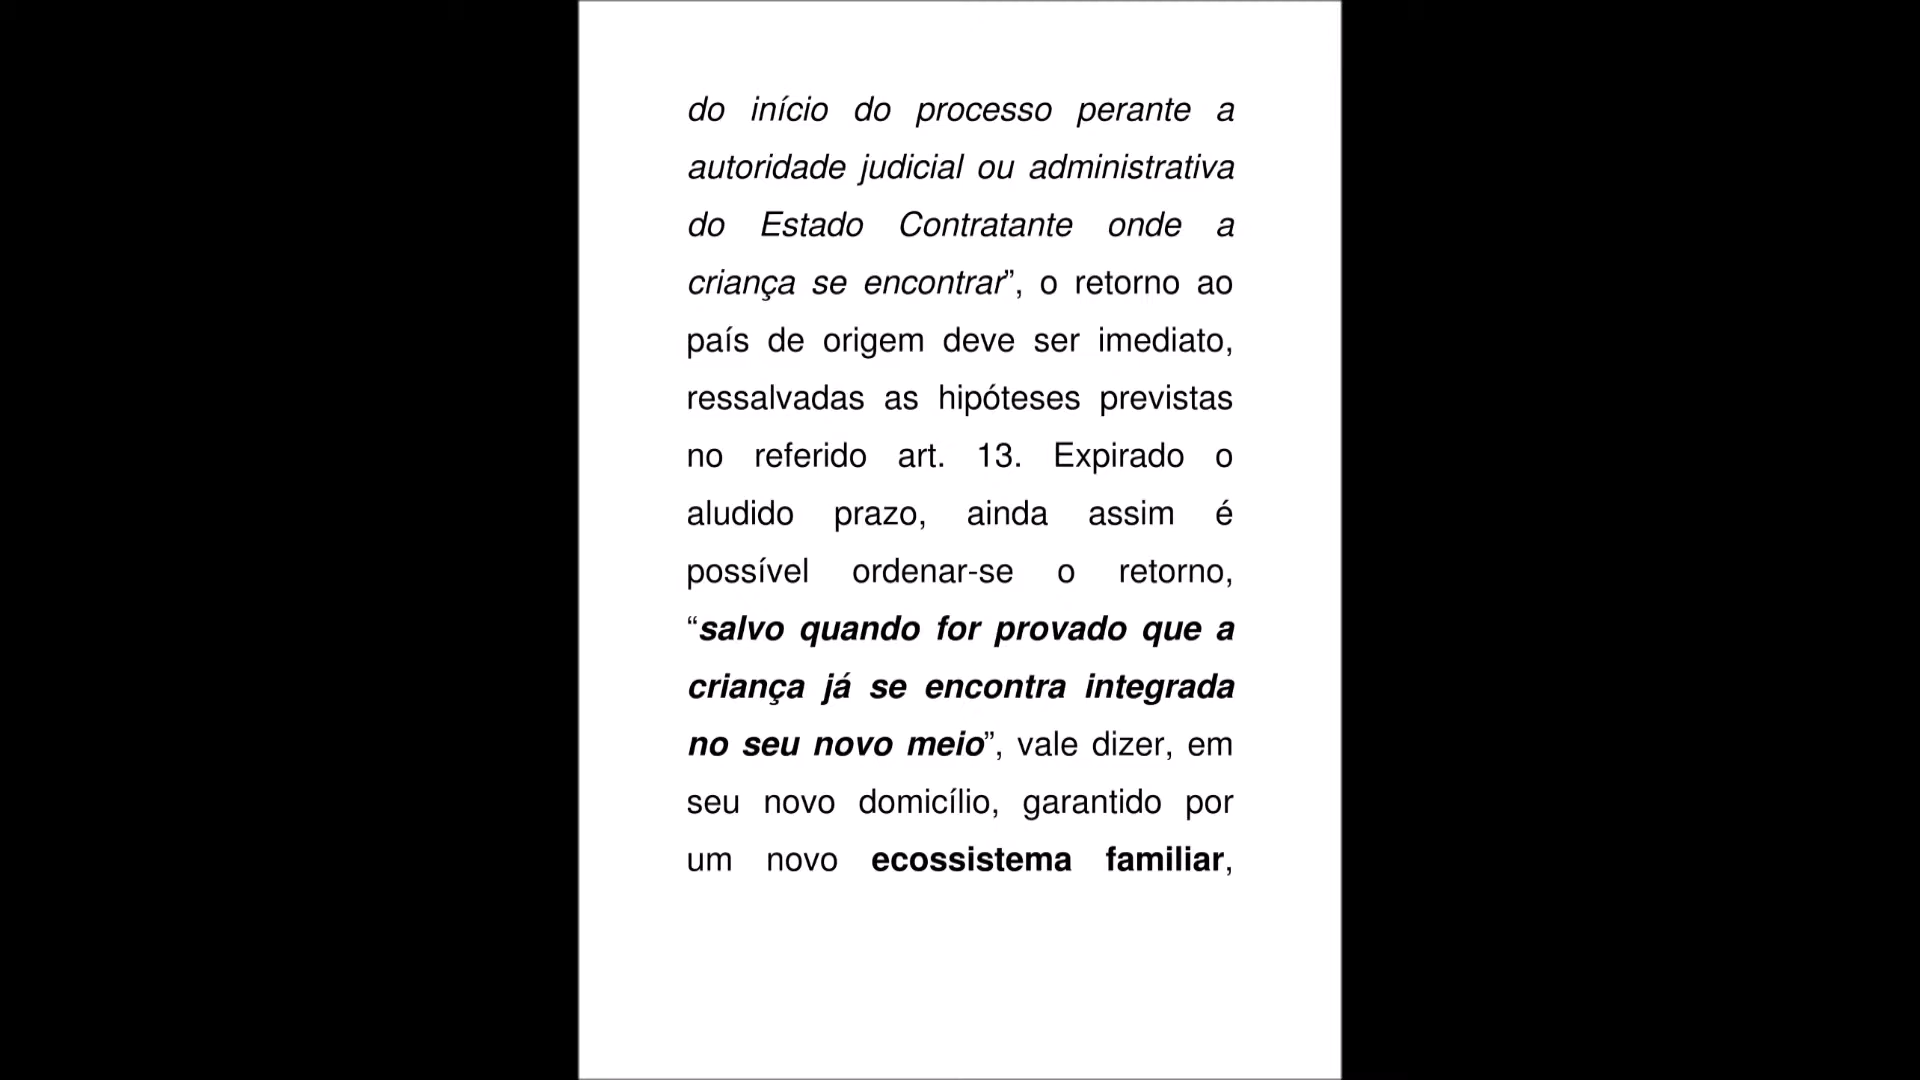 do início do processo perante a
autoridade judicial ou administrativa
do Estado Contratante onde a
criança se encontrar”, o retorno ao
país de origem deve ser imediato,
ressalvadas as hipóteses previstas
no referido art. 13. Expirado o
aludido prazo, ainda assim é
possível ordenar-se o retorno,
“salvo quando for provado que a
criança já se encontra integrada
no seu novo meio”, vale dizer, em
seu novo domicílio, garantido por
um novo ecossistema familiar,